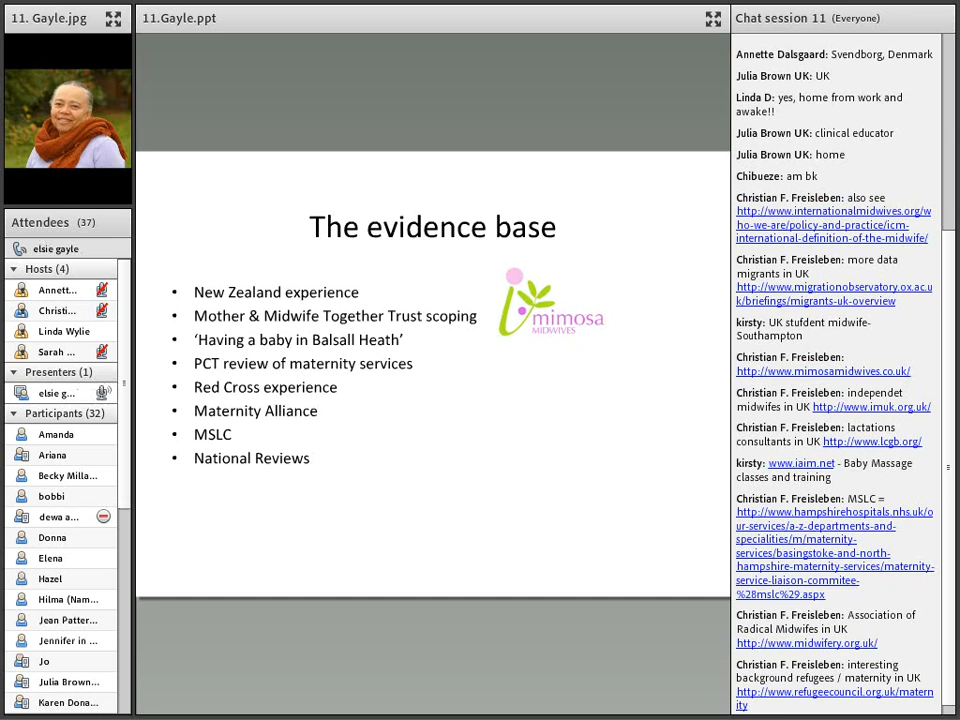 11. Gayle.jpg
Attendees (37)
elsie gayle
Hosts (4)
Annett...
Christi...
Linda Wylie
Sarah ...
Presenters (1)
elsie g...
Participants (32)
Amanda
Ariana
Becky Milla...
bobbi
dewa a...
Donna
Elena
Hazel
Hilma (Nam...
Jean Patter...
Jennifer in ...
Jo
Julia Brown...
Karen Dona...
11.Gayle.ppt
The evidence base
• New Zealand experience
• Mother & Midwife Together Trust scoping
• ‘Having a baby in Balsall Heath’
• PCT review of maternity services
• Red Cross experience
• Maternity Alliance
• MSLC
• National Reviews
mimosa
MIDWIVES
Chat session 11 (Everyone)
Annette Dalsgaard: Svendborg, Denmark
Julia Brown UK: UK
Linda D: yes, home from work and
awake!!
Julia Brown UK: clinical educator
Julia Brown UK: home
Chibueze: am bk
Christian F. Freisleben: also see
http://www.internationalmidwives.org/w
ho-we-are/policy-and-practice/icm-
international-definition-of-the-midwife/
Christian F. Freisleben: more data
migrants in UK
http://www.migrationobservatory.ox.ac.u
k/briefings/migrants-uk-overview
kirsty: UK stufdent midwife-
Southampton
Christian F. Freisleben:
http://www.mimosamidwives.co.uk/
Christian F. Freisleben: independet
midwifes in UK http://www.imuk.org.uk/
Christian F. Freisleben: lactations
consultants in UK http://www.lcgb.org/
kirsty: www.iaim.net - Baby Massage
classes and training
Christian F. Freisleben: MSLC =
http://www.hampshirehospitals.nhs.uk/o
ur-services/a-z-departments-and-
specialities/m/maternity-
services/basingstoke-and-north-
hampshire-maternity-services/maternity-
service-liaison-commitee-
%28mslc%29.aspx
Christian F. Freisleben: Association of
Radical Midwifes in UK
http://www.midwifery.org.uk/
Christian F. Freisleben: interesting
background refugees / maternity in UK
http://www.refugeecouncil.org.uk/matern
ity